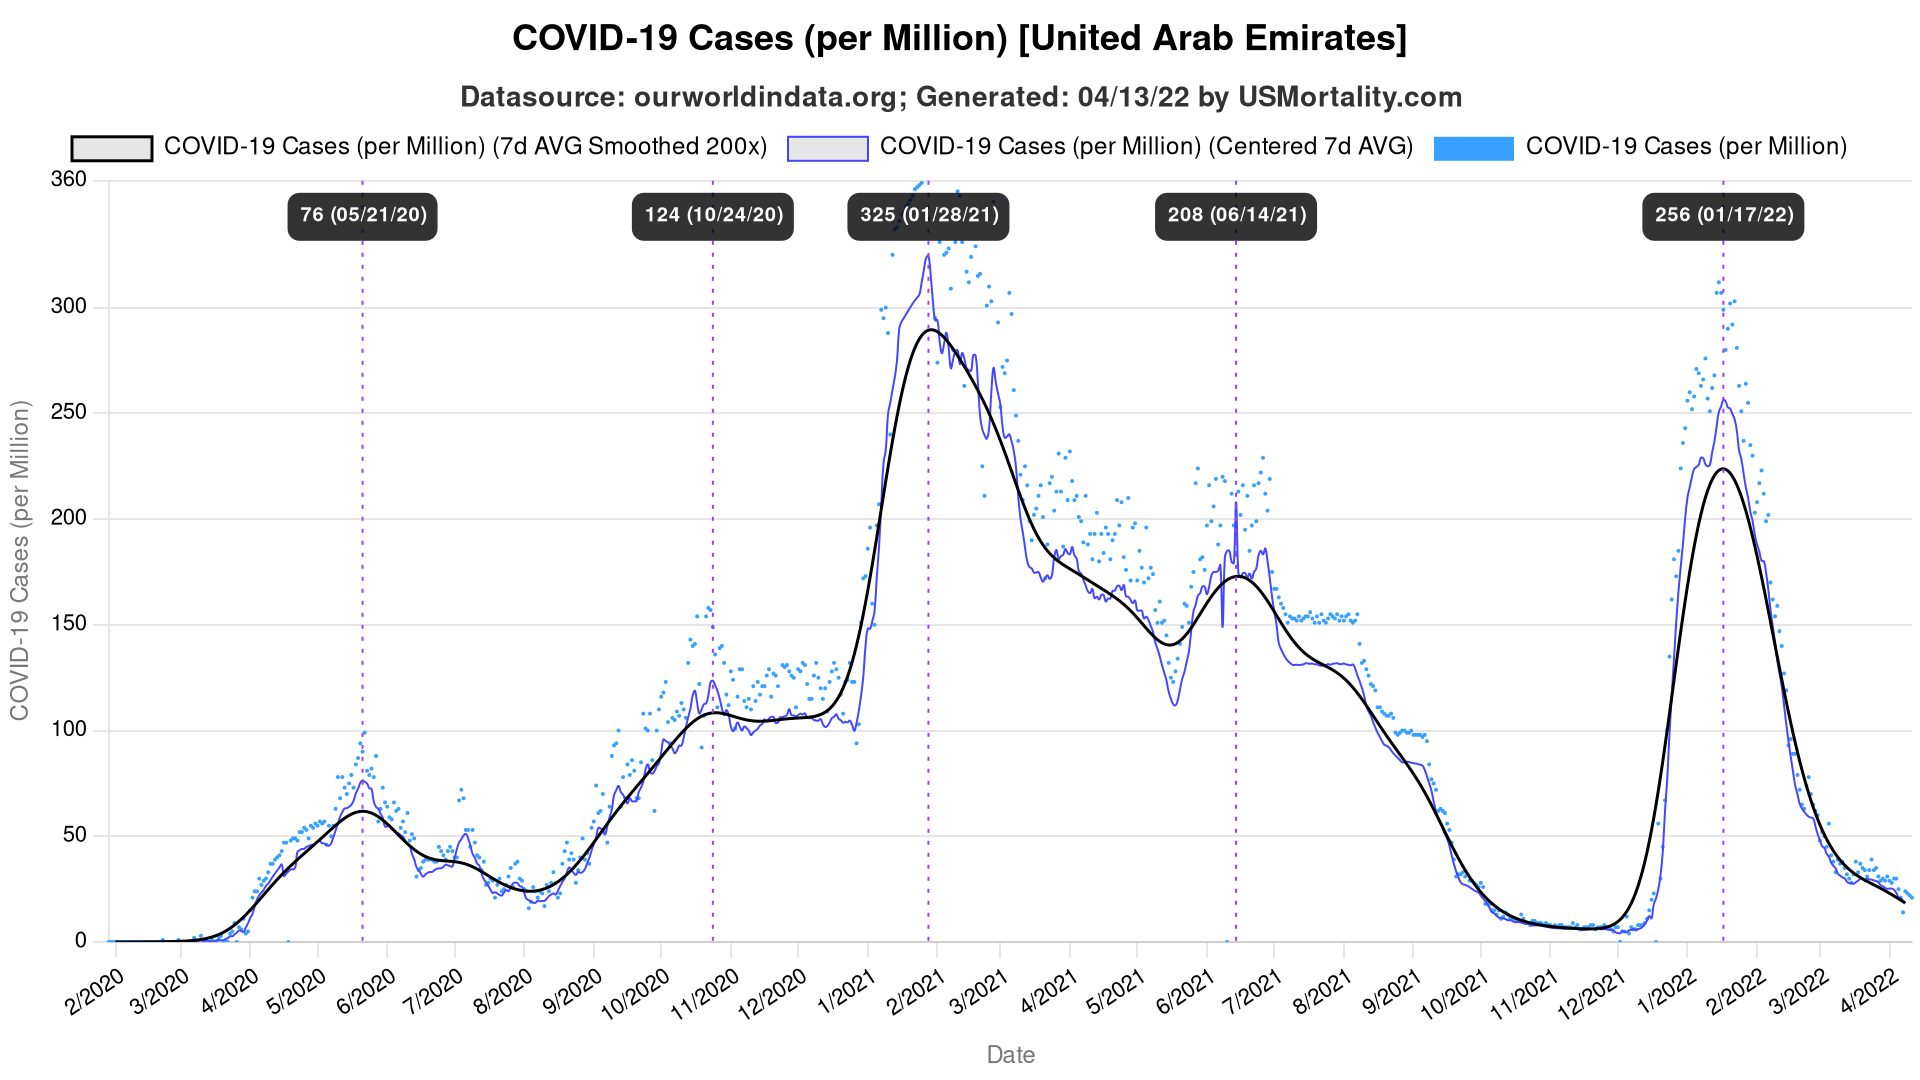 COVID-19 Cases (per Million) [United Arab Emirates]
Datasource: ourworldindata.org; Generated: 04/13/22 by USMortality.com
COVID-19 Cases (per Million) (7d AVG Smoothed 200x) COVID-19 Cases (per Million) (Centered 7d AVG) COVID-19 Cases (per Million)
360
76 (05/21/20) 124 (10/24/20) 325 (01/28/21) 208 (06/14/21) 256 (01/17/22)
300
250
200
150
100
50
0
COVID-19 Cases (per Million)
2/2020 3/2020 4/2020 5/2020 6/2020 7/2020 8/2020 9/2020 10/2020 11/2020 12/2020 1/2021 2/2021 3/2021 4/2021 5/2021 6/2021 7/2021 8/2021 9/2021 10/2021 11/2021 12/2021 1/2022 2/2022 3/2022 4/2022
Date